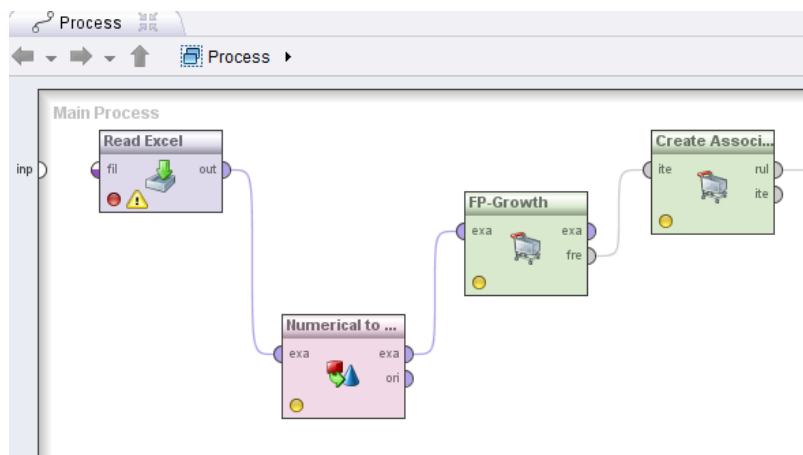 Process
Process
Main Process
Read Excel
inp
fil
out
Numerical to ...
exa
exa
ori
FP-Growth
exa
exa
fre
Create Associ...
ite
rul
ite